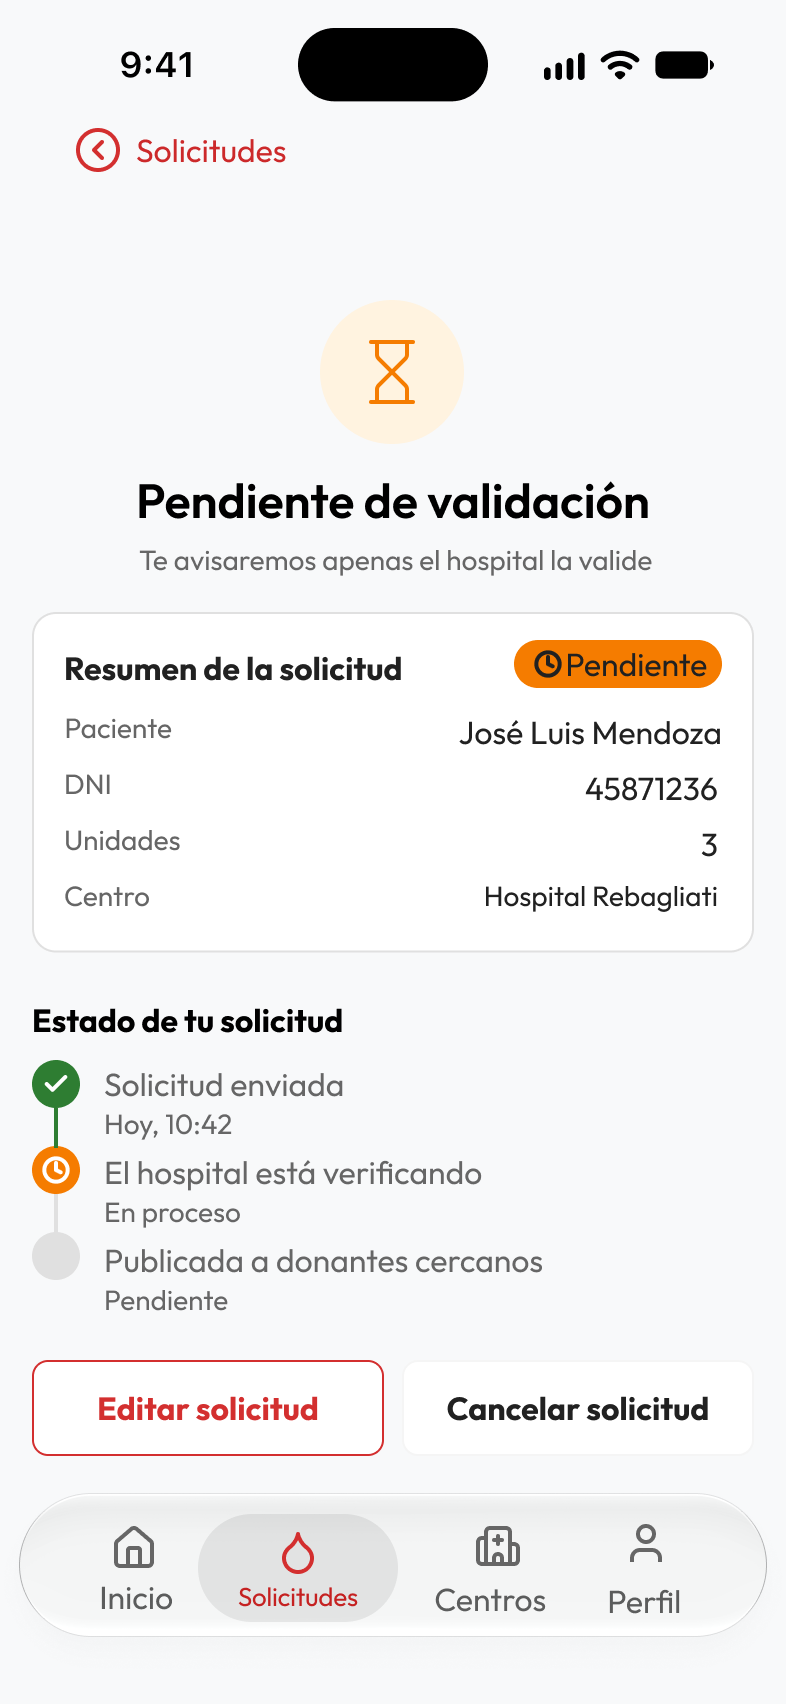 9:41
Solicitudes
Pendiente de validación
Te avisaremos apenas el hospital la valide
Resumen de la solicitud
Pendiente
Paciente
José Luis Mendoza
DNI
45871236
Unidades
3
Centro
Hospital Rebagliati
Estado de tu solicitud
Solicitud enviada
Hoy, 10:42
El hospital está verificando
En proceso
Publicada a donantes cercanos
Pendiente
Editar solicitud
Cancelar solicitud
Inicio
Solicitudes
Centros
Perfil